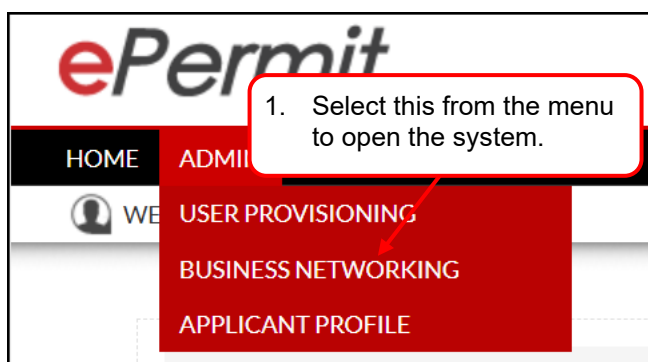 ePermit
1. Select this from the menu
to open the system.
HOME ADMI
WE USER PROVISIONING
BUSINESS NETWORKING
APPLICANT PROFILE